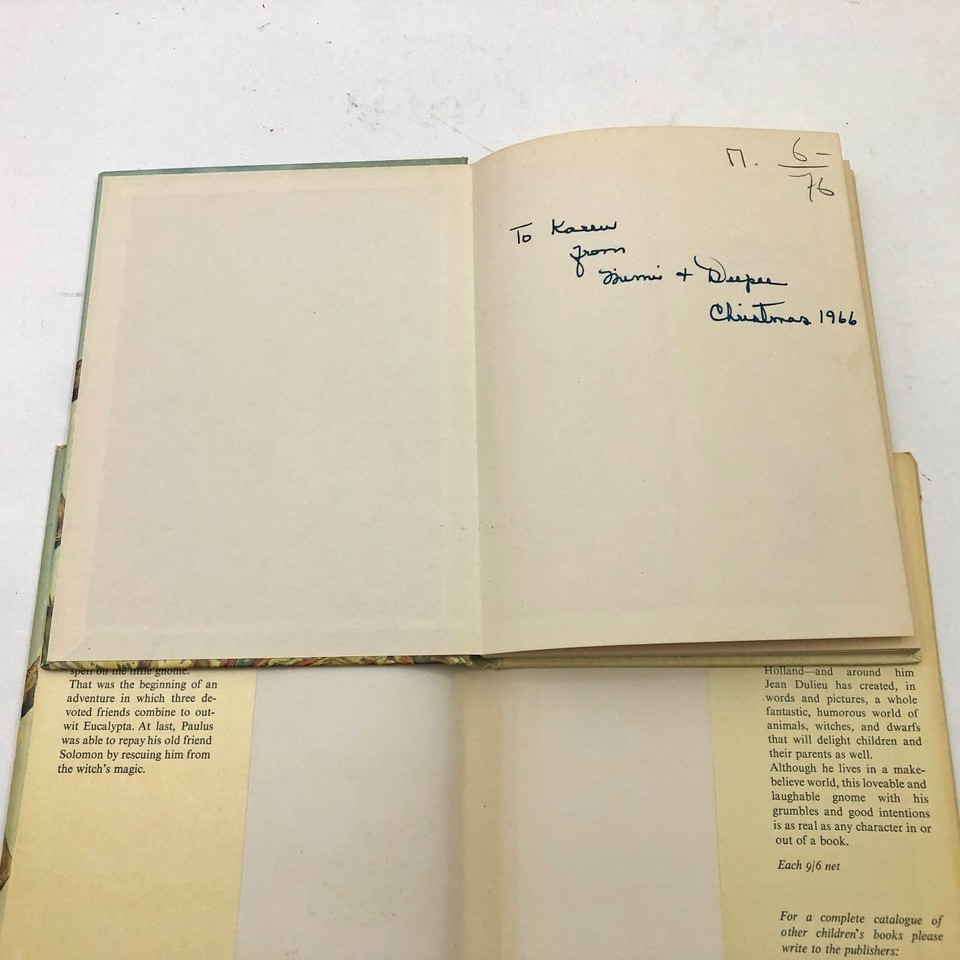 П. 6–
76
To Karen
from
Mimi + Deepee
Christmas 1966
spell on the little gnome.
That was the beginning of an
adventure in which three de-
voted friends combine to out-
wit Eucalypta. At last, Paulus
was able to repay his old friend
Solomon by rescuing him from
the witch's magic.
Holland—and around him
Jean Dulieu has created, in
words and pictures, a whole
fantastic, humorous world of
animals, witches, and dwarfs
that will delight children and
their parents as well.
Although he lives in a make-
believe world, this loveable and
laughable gnome with his
grumbles and good intentions
is as real as any character in or
out of a book.
Each 9/6 net
For a complete catalogue of
other children's books please
write to the publishers: